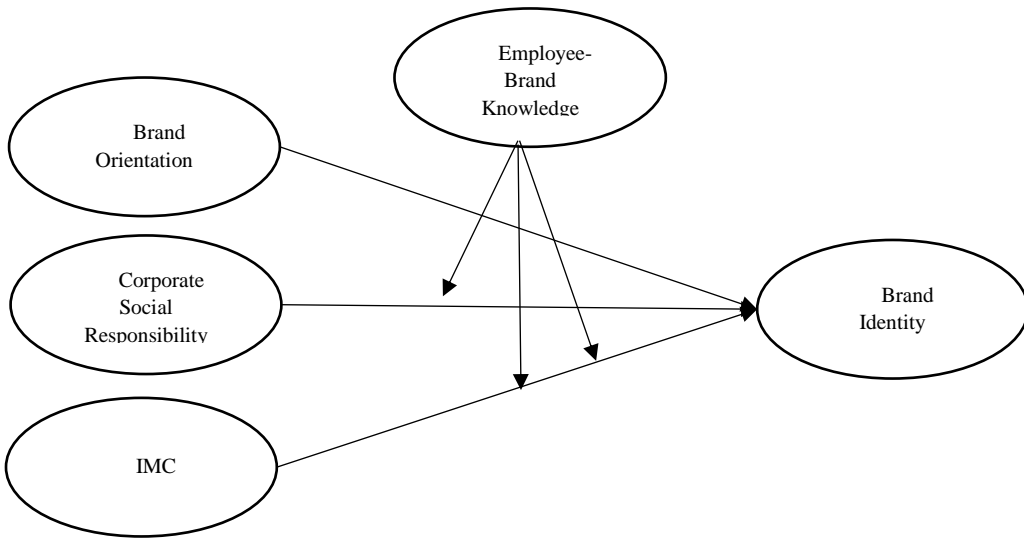 Employee-
Brand
Knowledge
Brand
Orientation
Corporate
Social
Responsibility
Brand
Identity
IMC